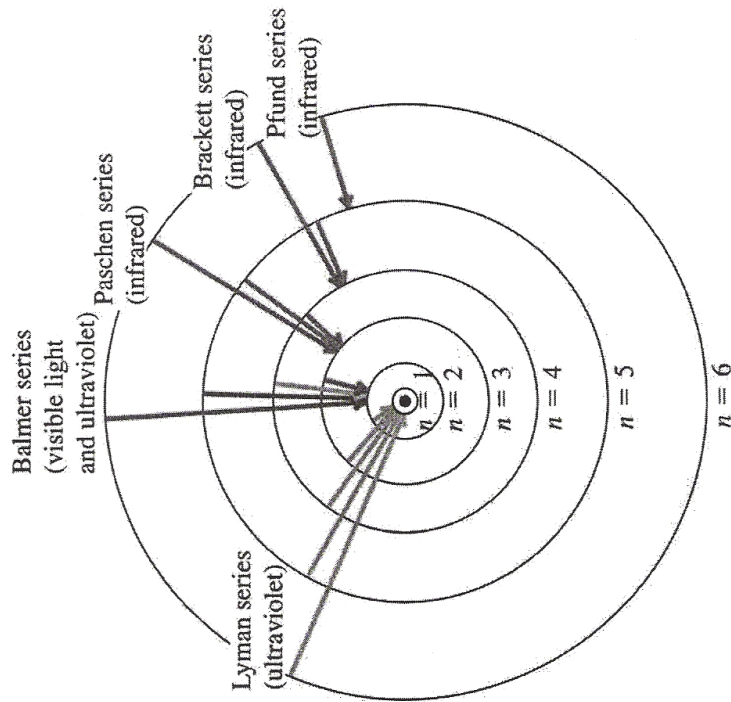 Balmer series
(visible light
and ultraviolet)
Paschen series
(infrared)
Brackett series
(infrared)
Pfund series
(infrared)
Lyman series
(ultraviolet)
n = 1
n = 2
n = 3
n = 4
n = 5
n = 6